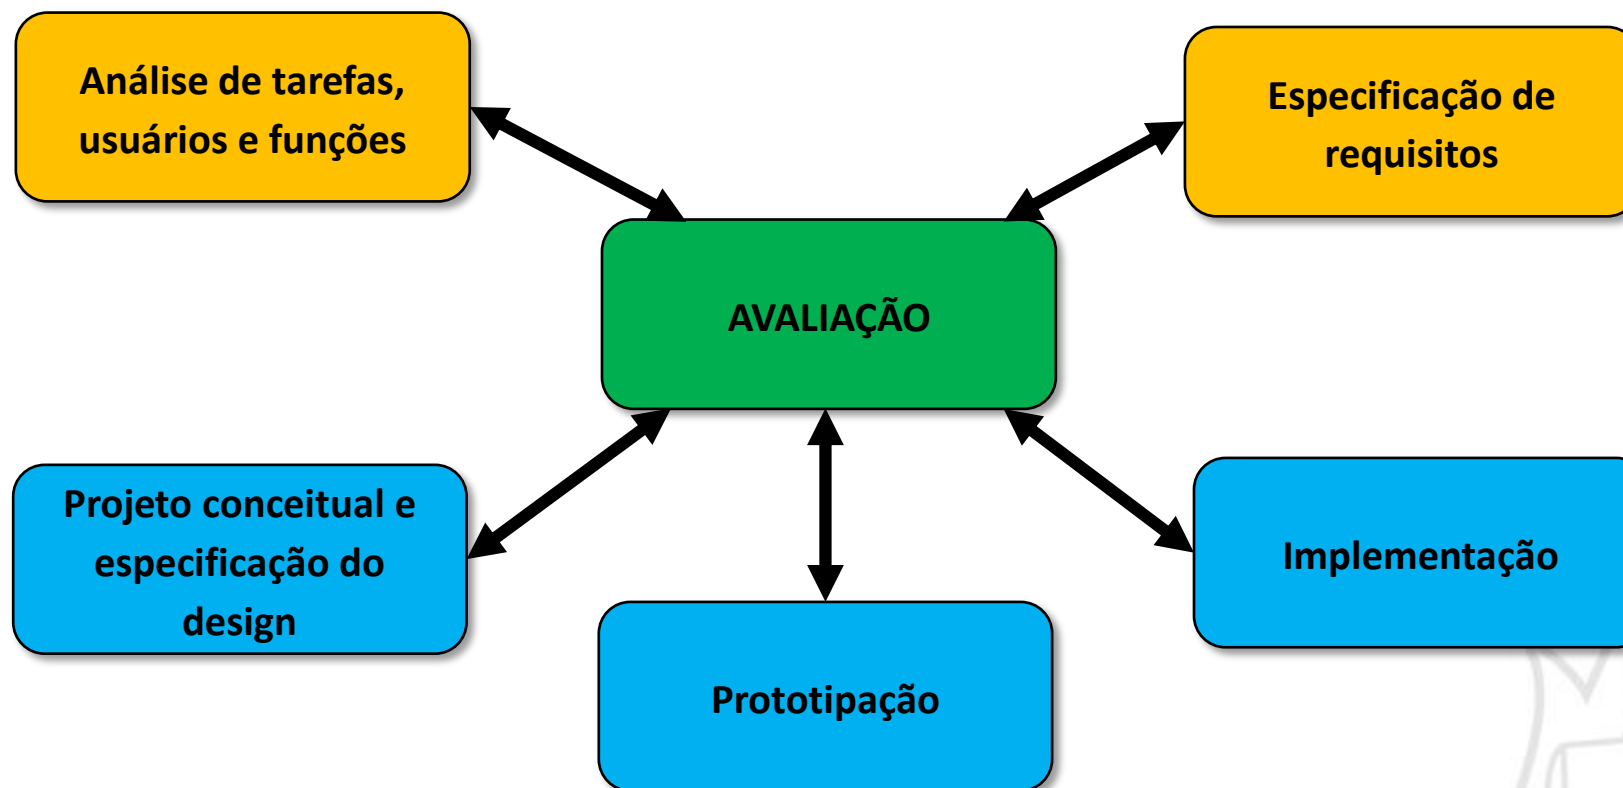 Análise de tarefas,
usuários e funções
Especificação de
requisitos
AVALIAÇÃO
Projeto conceitual e
especificação do
design
Prototipação
Implementação